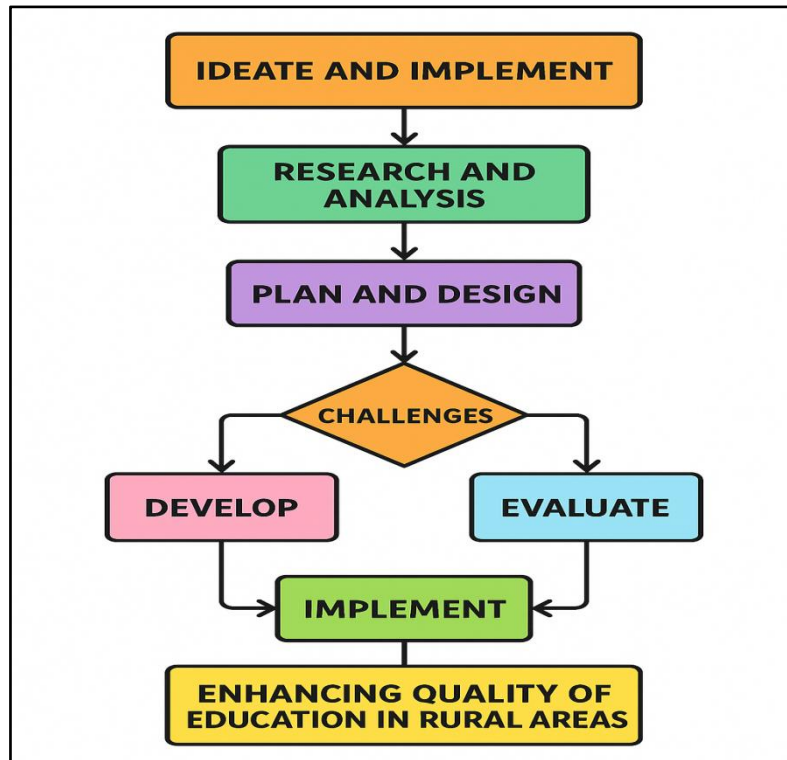 IDEATE AND IMPLEMENT
RESEARCH AND
ANALYSIS
PLAN AND DESIGN
CHALLENGES
DEVELOP
EVALUATE
IMPLEMENT
ENHANCING QUALITY OF
EDUCATION IN RURAL AREAS